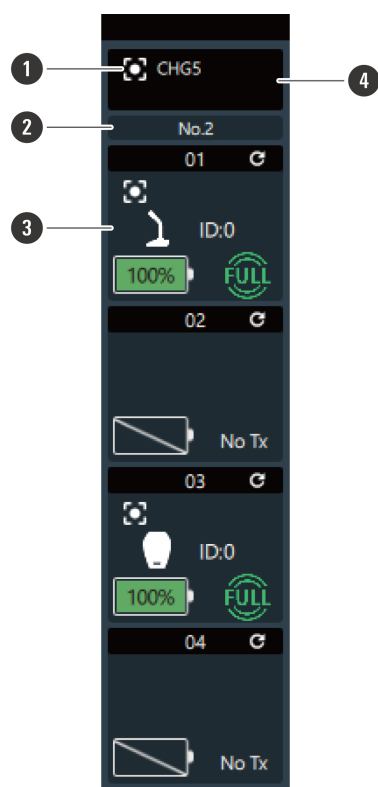 1
CHG5
4
2
No.2
01
3
ID:0
100%
FULL
02
No Tx
03
ID:0
100%
FULL
04
No Tx